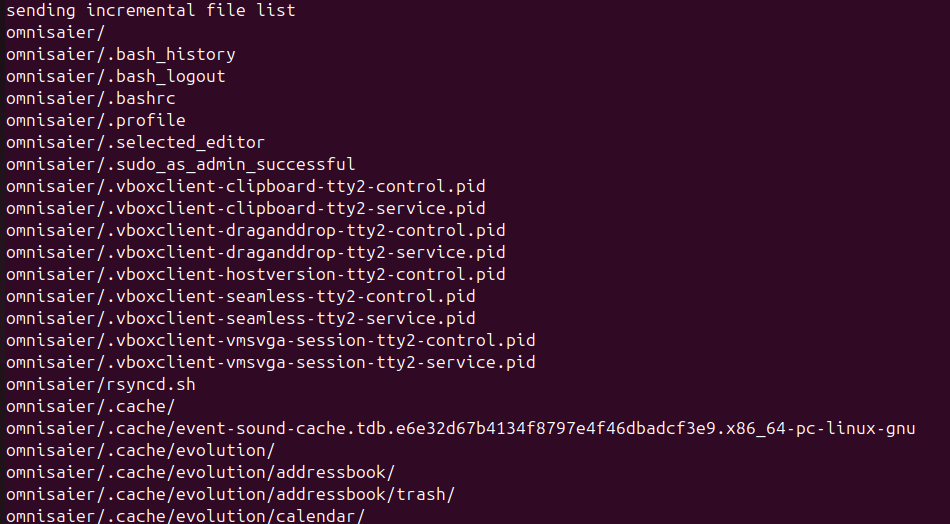 sending incremental file list
omnisaier/
omnisaier/.bash_history
omnisaier/.bash_logout
omnisaier/.bashrc
omnisaier/.profile
omnisaier/.selected_editor
omnisaier/.sudo_as_admin_successful
omnisaier/.vboxclient-clipboard-tty2-control.pid
omnisaier/.vboxclient-clipboard-tty2-service.pid
omnisaier/.vboxclient-draganddrop-tty2-control.pid
omnisaier/.vboxclient-draganddrop-tty2-service.pid
omnisaier/.vboxclient-hostversion-tty2-control.pid
omnisaier/.vboxclient-seamless-tty2-control.pid
omnisaier/.vboxclient-seamless-tty2-service.pid
omnisaier/.vboxclient-vmsvga-session-tty2-control.pid
omnisaier/.vboxclient-vmsvga-session-tty2-service.pid
omnisaier/rsyncd.sh
omnisaier/.cache/
omnisaier/.cache/event-sound-cache.tdb.e6e32d67b4134f8797e4f46dbadcf3e9.x86_64-pc-linux-gnu
omnisaier/.cache/evolution/
omnisaier/.cache/evolution/addressbook/
omnisaier/.cache/evolution/addressbook/trash/
omnisaier/.cache/evolution/calendar/